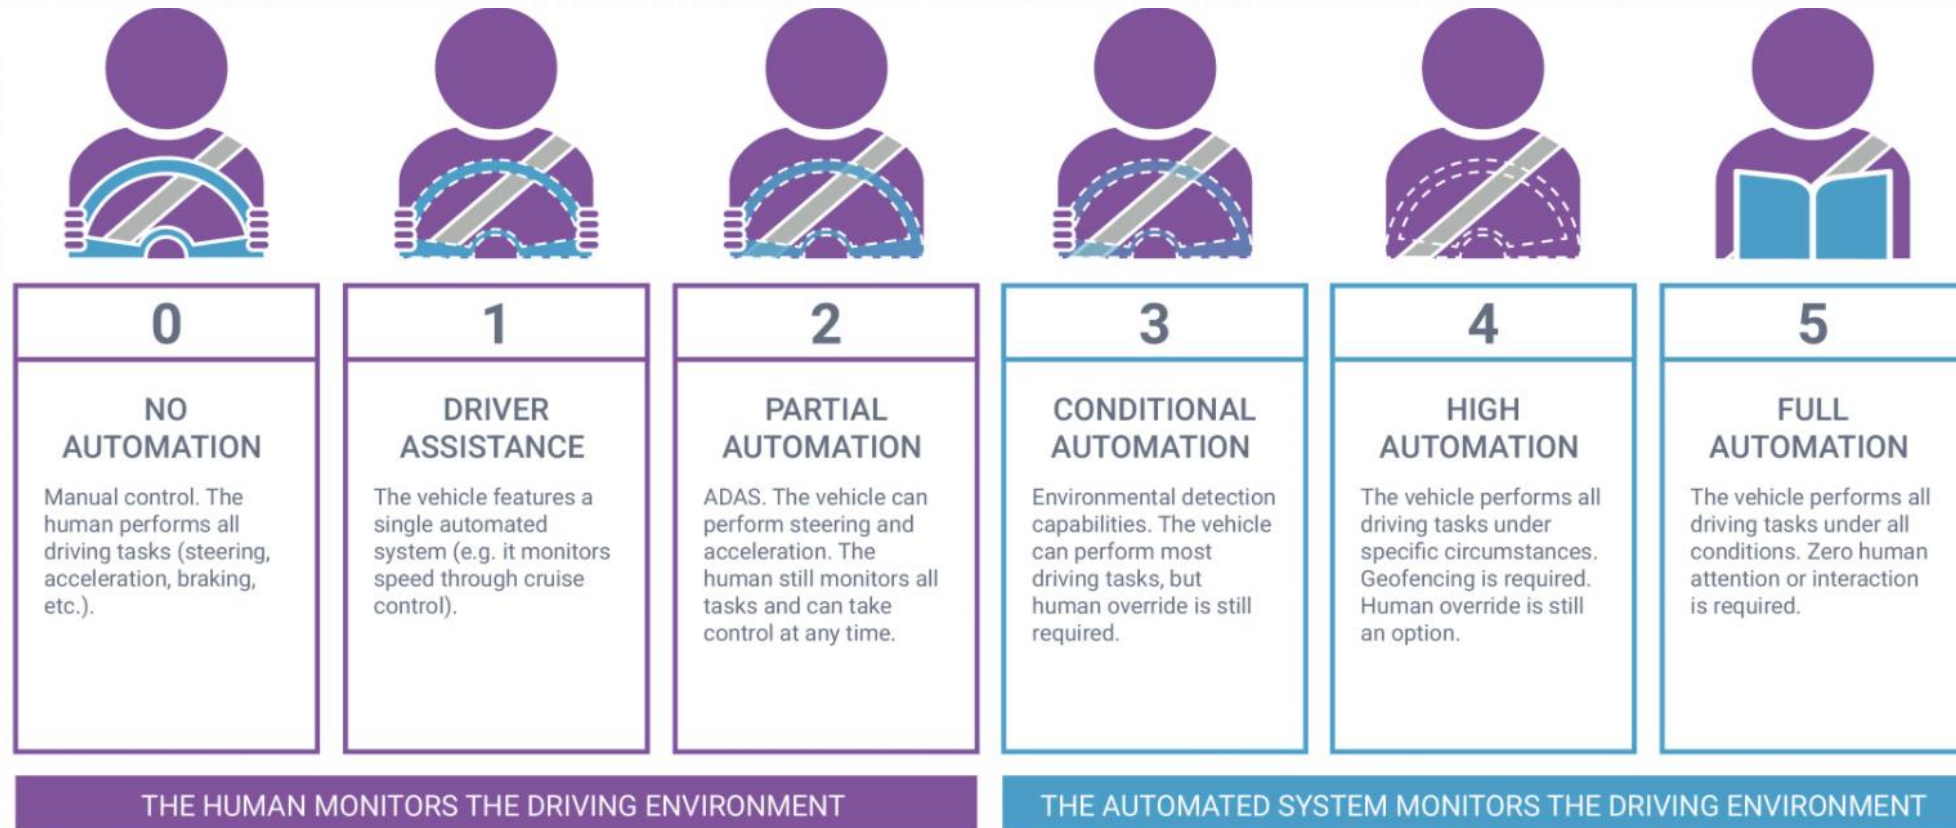 0
NO
AUTOMATION
Manual control. The
human performs all
driving tasks (steering,
acceleration, braking,
etc.).
1
DRIVER
ASSISTANCE
The vehicle features a
single automated
system (e.g. it monitors
speed through cruise
control).
2
PARTIAL
AUTOMATION
ADAS. The vehicle can
perform steering and
acceleration. The
human still monitors all
tasks and can take
control at any time.
3
CONDITIONAL
AUTOMATION
Environmental detection
capabilities. The vehicle
can perform most
driving tasks, but
human override is still
required.
4
HIGH
AUTOMATION
The vehicle performs all
driving tasks under
specific circumstances.
Geofencing is required.
Human override is still
an option.
5
FULL
AUTOMATION
The vehicle performs all
driving tasks under all
conditions. Zero human
attention or interaction
is required.
THE HUMAN MONITORS THE DRIVING ENVIRONMENT
THE AUTOMATED SYSTEM MONITORS THE DRIVING ENVIRONMENT